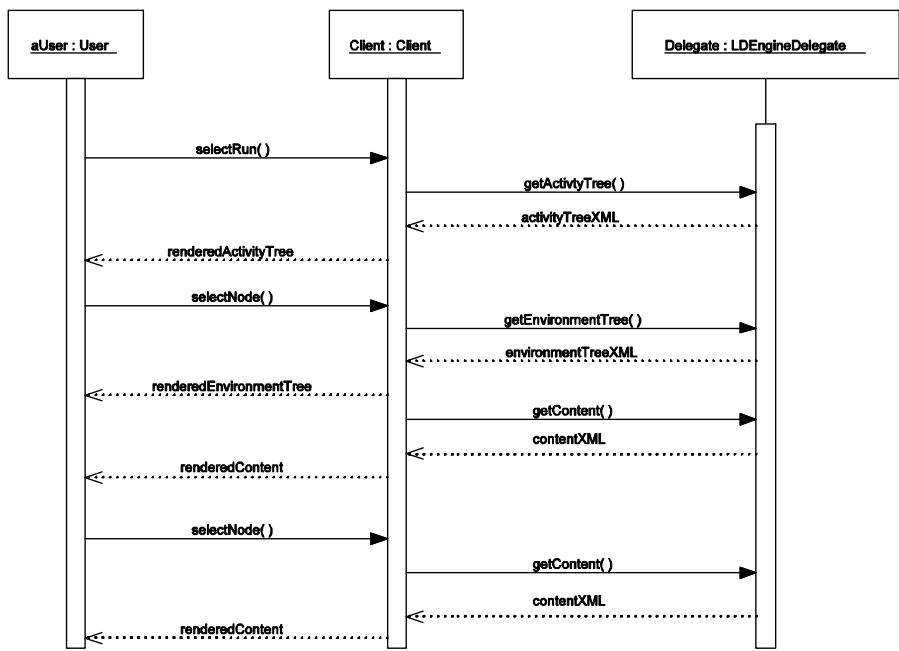 aUser : User
Client : Client
Delegate : LDEngineDelegate
selectRun( )
getActivtyTree( )
activityTreeXML
renderedActivityTree
selectNode( )
getEnvironmentTree( )
environmentTreeXML
renderedEnvironmentTree
getContent( )
contentXML
renderedContent
selectNode( )
getContent( )
contentXML
renderedContent